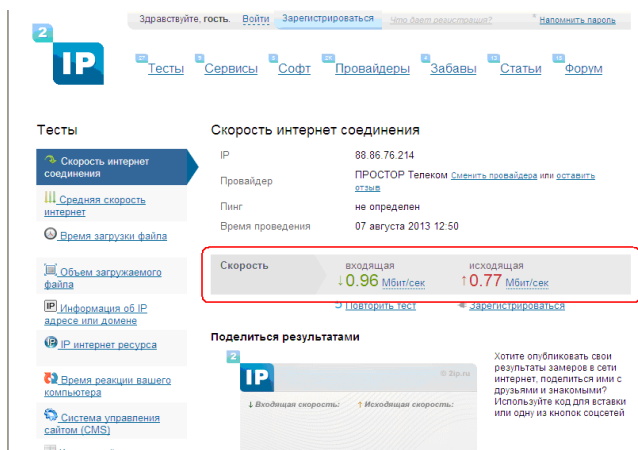 Здравствуйте, гость. Войти Зарегистрироваться Что дает регистрация? Напомнить пароль
2
IP
Тесты Сервисы Софт Провайдеры Забавы Статьи Форум
Тесты
Скорость интернет соединения
Средняя скорость интернет
Время загрузки файла
Объем загружаемого файла
IP Информация об IP адресе или домене
IP интернет ресурса
Время реакции вашего компьютера
Система управления сайтом (CMS)
Скорость интернет соединения
IP 88.86.76.214
Провайдер ПРОСТОР Телеком Сменить провайдера или оставить отзыв
Пинг не определен
Время проведения 07 августа 2013 12:50
Скорость входящая исходящая
↓0.96 Мбит/сек ↑0.77 Мбит/сек
Повторить тест Зарегистрироваться
Поделиться результатами
2
IP
© 2ip.ru
↓ Входящая скорость: ↑ Исходящая скорость:
Хотите опубликовать свои
результаты замеров в сети
интернет, поделиться ими с
друзьями и знакомыми?
Используйте код для вставки
или одну из кнопок соцсетей